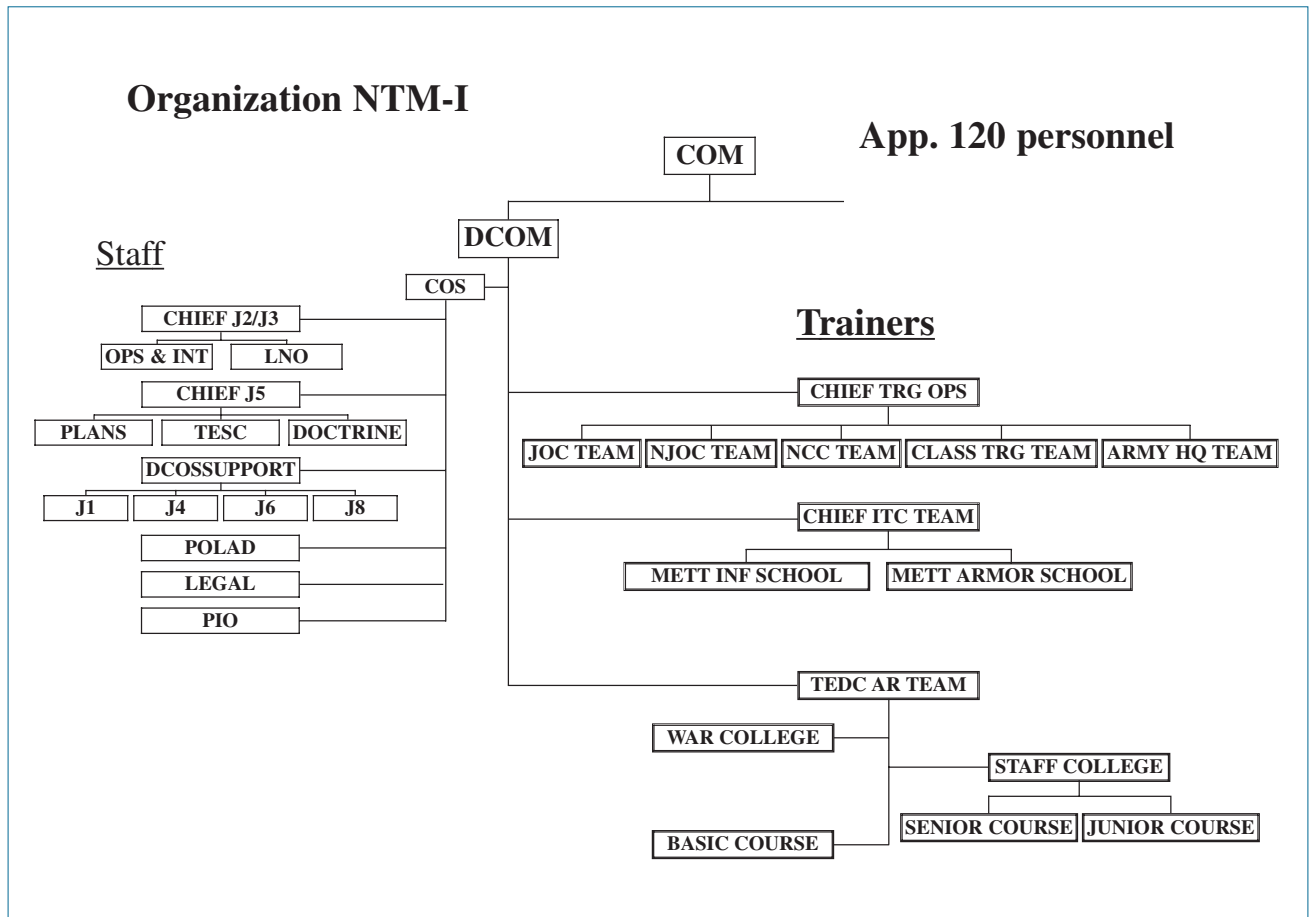 Organization NTM-I
App. 120 personnel
COM
DCOM
Staff
COS
CHIEF J2/J3
OPS & INT LNO
CHIEF J5
PLANS TESC DOCTRINE
DCOSSUPPORT
J1 J4 J6 J8
POLAD
LEGAL
PIO
Trainers
CHIEF TRG OPS
JOC TEAM NJOC TEAM NCC TEAM CLASS TRG TEAM ARMY HQ TEAM
CHIEF ITC TEAM
METT INF SCHOOL METT ARMOR SCHOOL
TEDC AR TEAM
WAR COLLEGE
STAFF COLLEGE
SENIOR COURSE JUNIOR COURSE
BASIC COURSE